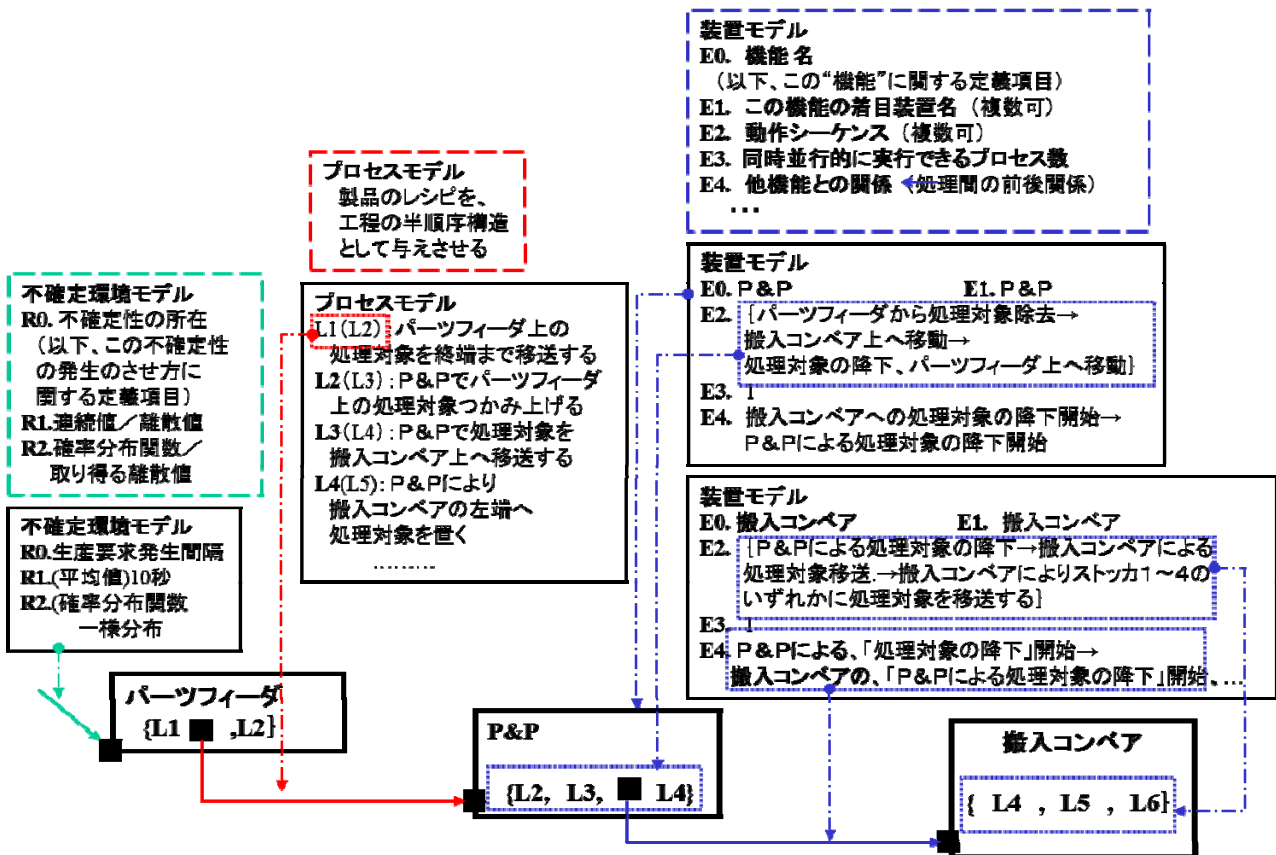 装置モデル
E0. 機能名
(以下、この“機能”に関する定義項目)
E1. この機能の着目装置名（複数可）
E2. 動作シーケンス（複数可）
E3. 同時並行的に実行できるプロセス数
E4. 他機能との関係（処理間の前後関係）
･･･
プロセスモデル
製品のレシピを、
工程の半順序構造
として与えさせる
不確定環境モデル
R0. 不確定性の所在
(以下、この不確定性
の発生のさせ方に
関する定義項目)
R1.連続値／離散値
R2.確率分布関数／
取り得る離散値
プロセスモデル
L1(L2):パーツフィーダ上の
処理対象を終端まで移送する
L2(L3):P&Pでパーツフィーダ
上の処理対象つかみ上げる
L3(L4):P&Pで処理対象を
搬入コンベア上へ移送する
L4(L5):P&Pにより
搬入コンベアの左端へ
処理対象を置く
………
装置モデル
E0. P&P E1. P&P
E2. {パーツフィーダから処理対象除去→
搬入コンベア上へ移動→
処理対象の降下、パーツフィーダ上へ移動}
E3. 1
E4. 搬入コンベアへの処理対象の降下開始→
P&Pによる処理対象の降下開始
不確定環境モデル
R0.生産要求発生間隔
R1.(平均値)10秒
R2.(確率分布関数
一様分布
装置モデル
E0. 搬入コンベア E1. 搬入コンベア
E2. {P&Pによる処理対象の降下→搬入コンベアによる
処理対象移送.→搬入コンベアによりストッカ1～4の
いずれかに処理対象を移送する}
E3. 1
E4. P&Pによる、「処理対象の降下」開始→
搬入コンベアの、「P&Pによる処理対象の降下」開始、…
パーツフィーダ
{L1 ,L2}
P&P
{L2, L3, L4}
搬入コンベア
{ L4 , L5 , L6}